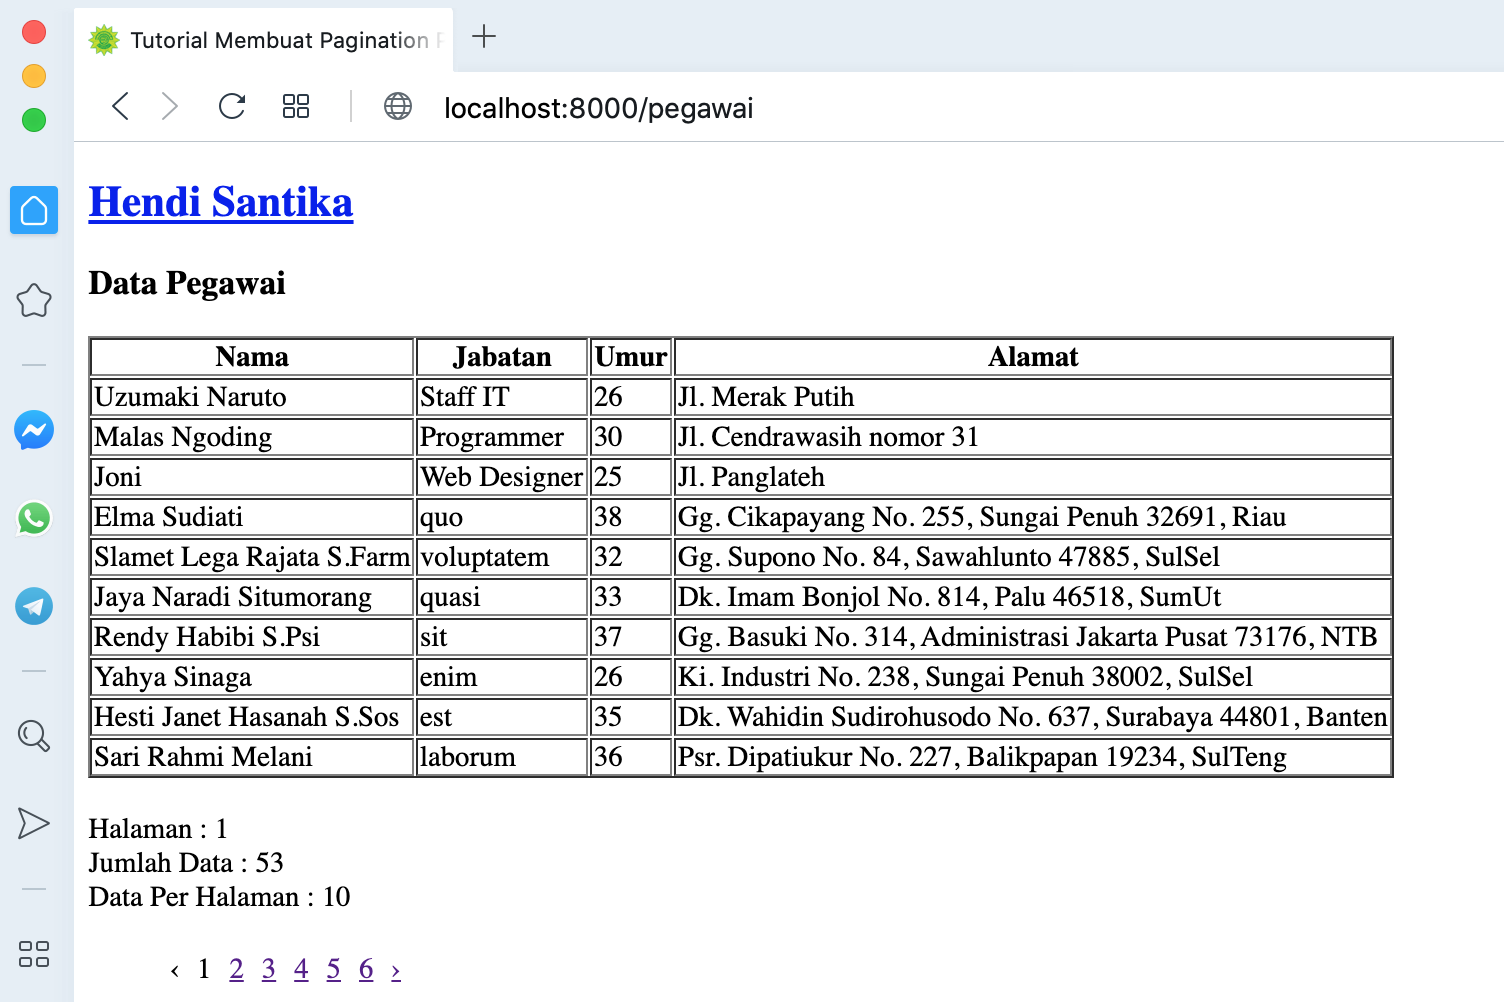 Tutorial Membuat Pagination
localhost:8000/pegawai
Hendi Santika
Data Pegawai
Nama Jabatan Umur Alamat
Uzumaki Naruto Staff IT 26 Jl. Merak Putih
Malas Ngoding Programmer 30 Jl. Cendrawasih nomor 31
Joni Web Designer 25 Jl. Panglateh
Elma Sudiati quo 38 Gg. Cikapayang No. 255, Sungai Penuh 32691, Riau
Slamet Lega Rajata S.Farm voluptatem 32 Gg. Supono No. 84, Sawahlunto 47885, SulSel
Jaya Naradi Situmorang quasi 33 Dk. Imam Bonjol No. 814, Palu 46518, SumUt
Rendy Habibi S.Psi sit 37 Gg. Basuki No. 314, Administrasi Jakarta Pusat 73176, NTB
Yahya Sinaga enim 26 Ki. Industri No. 238, Sungai Penuh 38002, SulSel
Hesti Janet Hasanah S.Sos est 35 Dk. Wahidin Sudirohusodo No. 637, Surabaya 44801, Banten
Sari Rahmi Melani laborum 36 Psr. Dipatiukur No. 227, Balikpapan 19234, SulTeng
Halaman : 1
Jumlah Data : 53
Data Per Halaman : 10
‹ 1 2 3 4 5 6 ›